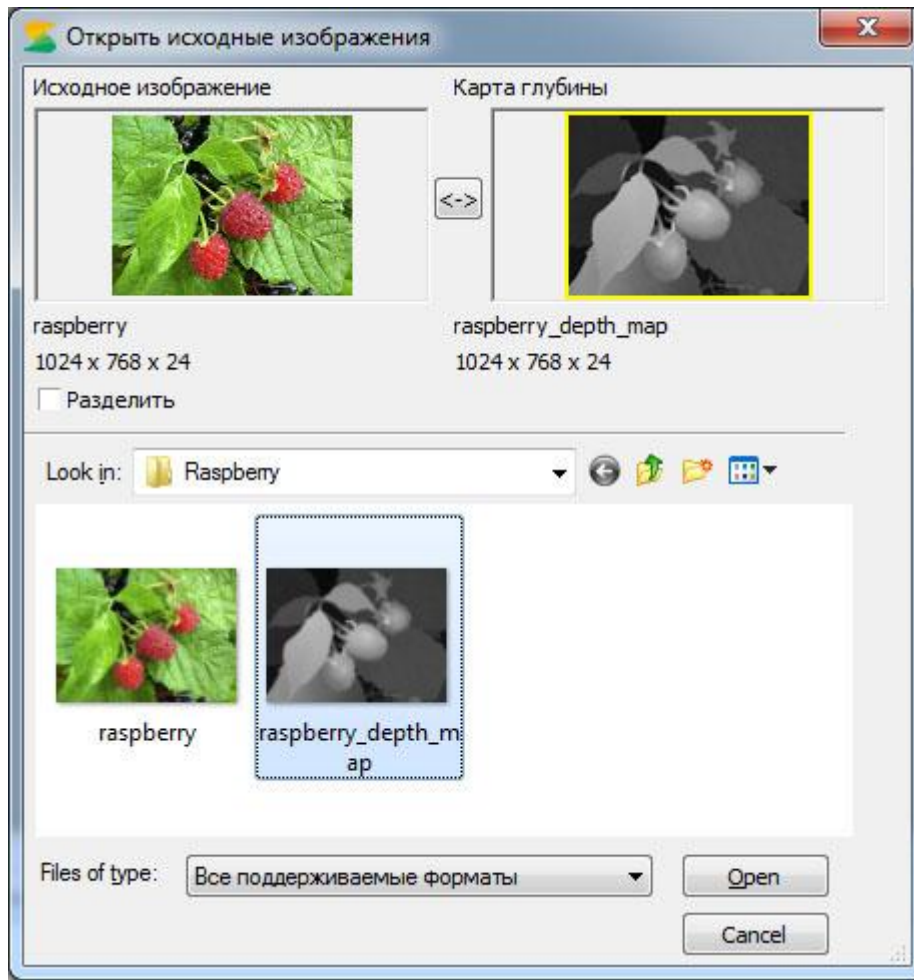 Открыть исходные изображения
Исходное изображение
Карта глубины
<->
raspberry
raspberry_depth_map
1024 x 768 x 24
1024 x 768 x 24
Разделить
Look in:
Raspberry
raspberry
raspberry_depth_m
ap
Files of type:
Все поддерживаемые форматы
Open
Cancel